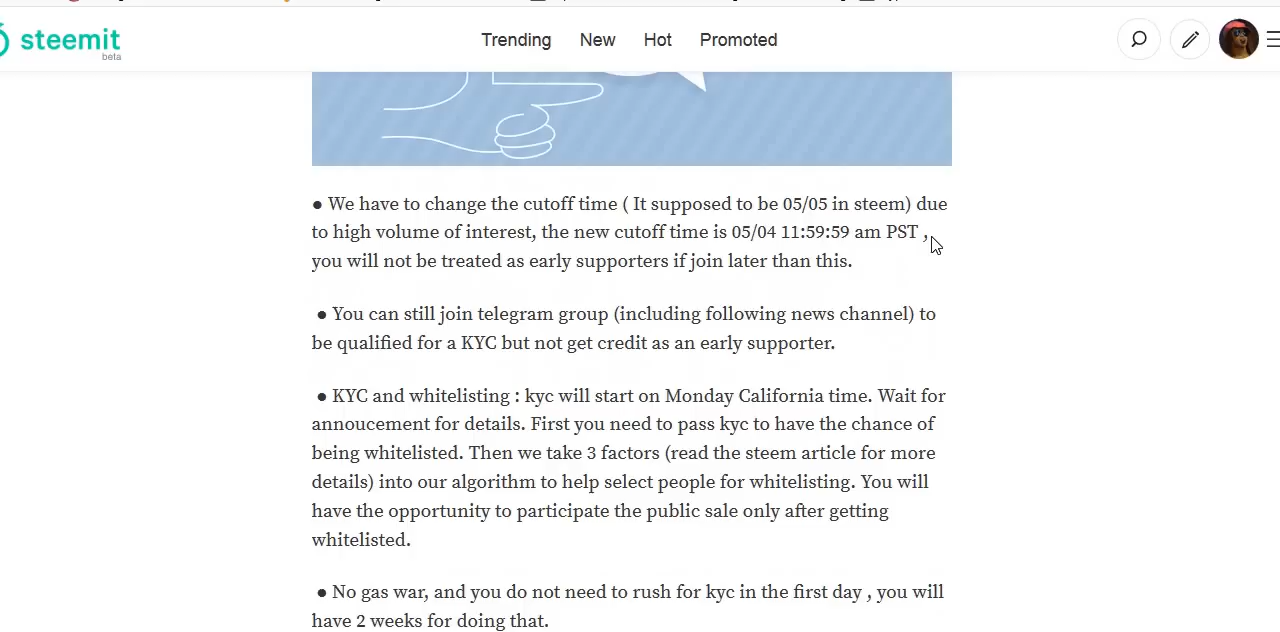 steemit
beta
Trending New Hot Promoted
● We have to change the cutoff time ( It supposed to be 05/05 in steem) due
to high volume of interest, the new cutoff time is 05/04 11:59:59 am PST ,
you will not be treated as early supporters if join later than this.
● You can still join telegram group (including following news channel) to
be qualified for a KYC but not get credit as an early supporter.
● KYC and whitelisting : kyc will start on Monday California time. Wait for
annoucement for details. First you need to pass kyc to have the chance of
being whitelisted. Then we take 3 factors (read the steem article for more
details) into our algorithm to help select people for whitelisting. You will
have the opportunity to participate the public sale only after getting
whitelisted.
● No gas war, and you do not need to rush for kyc in the first day , you will
have 2 weeks for doing that.